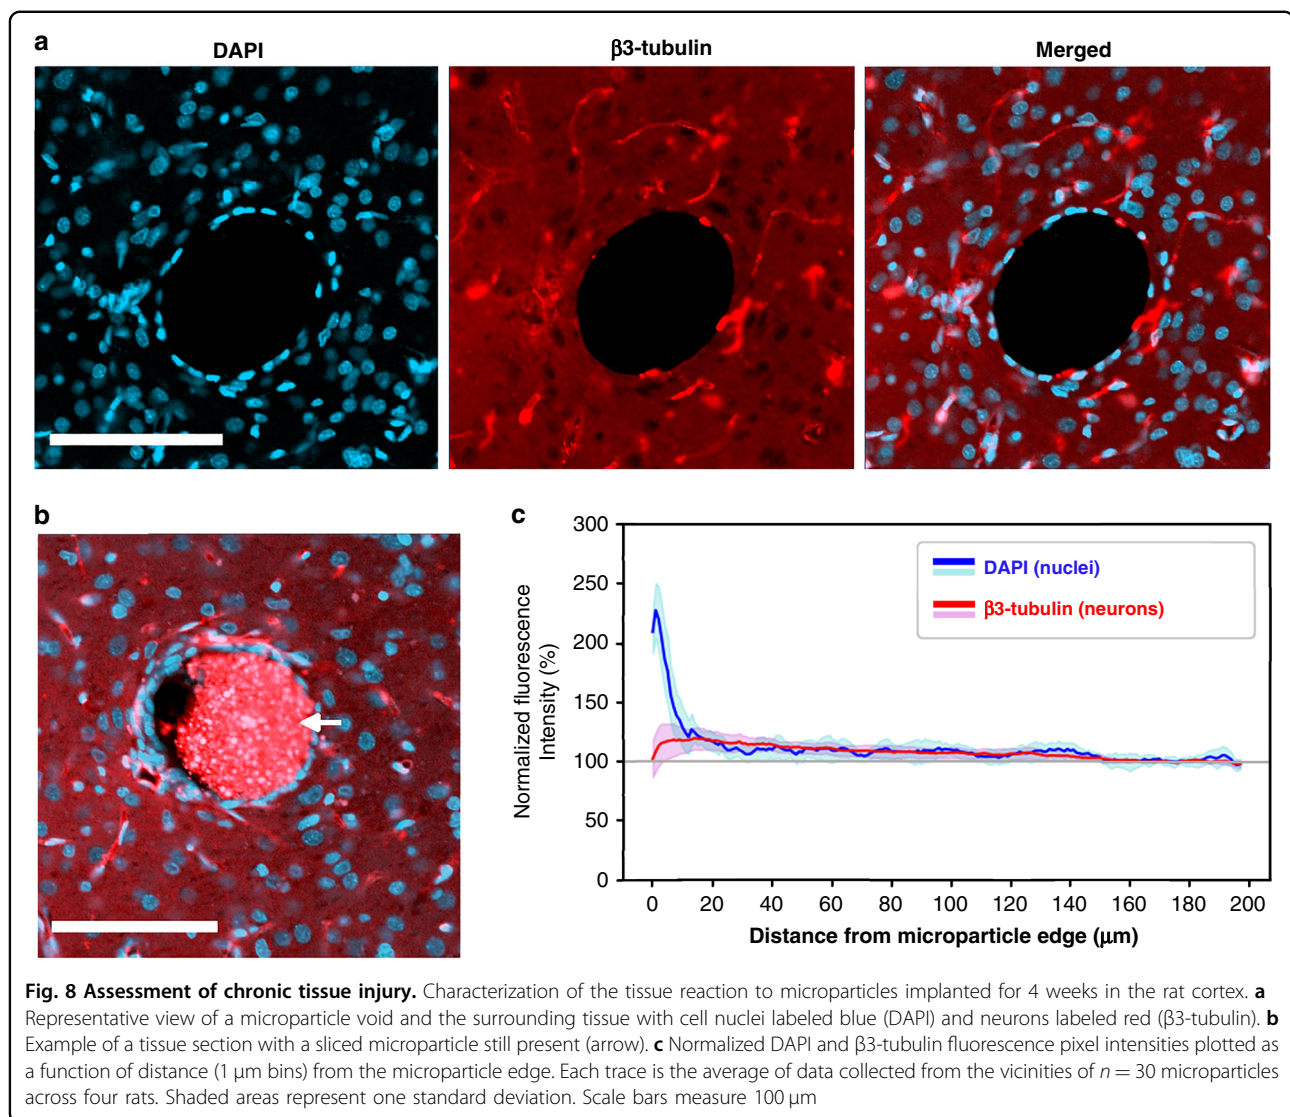 a
DAPI
β3-tubulin
Merged
b
c
300
250
200
150
100
50
0
Normalized fluorescence
Intensity (%)
DAPI (nuclei)
β3-tubulin (neurons)
0 20 40 60 80 100 120 140 160 180 200
Distance from microparticle edge (μm)
Fig. 8 Assessment of chronic tissue injury. Characterization of the tissue reaction to microparticles implanted for 4 weeks in the rat cortex. a
Representative view of a microparticle void and the surrounding tissue with cell nuclei labeled blue (DAPI) and neurons labeled red (β3-tubulin). b
Example of a tissue section with a sliced microparticle still present (arrow). c Normalized DAPI and β3-tubulin fluorescence pixel intensities plotted as
a function of distance (1 μm bins) from the microparticle edge. Each trace is the average of data collected from the vicinities of n = 30 microparticles
across four rats. Shaded areas represent one standard deviation. Scale bars measure 100 μm